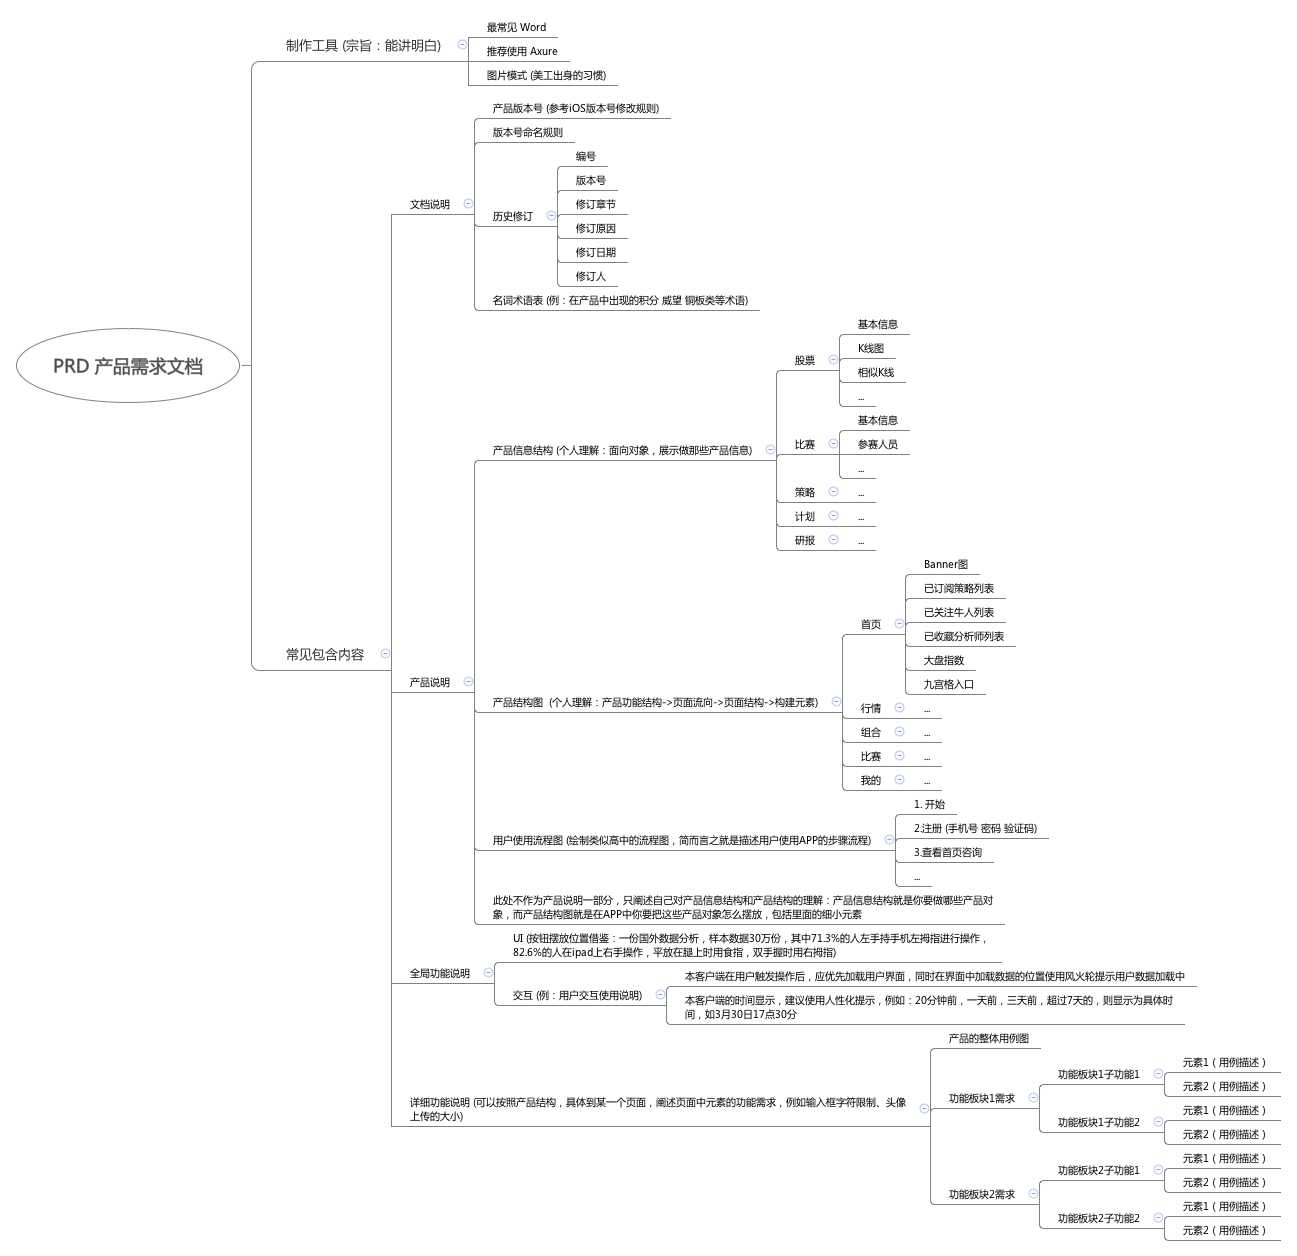 PRD 产品需求文档
制作工具 (宗旨：能讲明白)
最常见 Word
推荐使用 Axure
图片模式 (美工出身的习惯)
常见包含内容
文档说明
产品版本号 (参考iOS版本号修改规则)
版本号命名规则
历史修订
编号
版本号
修订章节
修订原因
修订日期
修订人
名词术语表 (例：在产品中出现的积分 威望 铜板类等术语)
产品说明
产品信息结构 (个人理解：面向对象，展示做那些产品信息)
股票
基本信息
K线图
相似K线
...
比赛
基本信息
参赛人员
...
策略
...
计划
...
研报
...
产品结构图  (个人理解：产品功能结构->页面流向->页面结构->构建元素)
首页
Banner图
已订阅策略列表
已关注牛人列表
已收藏分析师列表
大盘指数
九宫格入口
行情
...
组合
...
比赛
...
我的
...
用户使用流程图 (绘制类似高中的流程图，简而言之就是描述用户使用APP的步骤流程)
1. 开始
2.注册 (手机号 密码 验证码)
3.查看首页咨询
...
此处不作为产品说明一部分，只阐述自己对产品信息结构和产品结构的理解：产品信息结构就是你要做哪些产品对
象，而产品结构图就是在APP中你要把这些产品对象怎么摆放，包括里面的细小元素
全局功能说明
UI (按钮摆放位置借鉴：一份国外数据分析，样本数据30万份，其中71.3%的人左手持手机左拇指进行操作，
82.6%的人在ipad上右手操作，平放在腿上时用食指，双手握时用右拇指)
交互 (例：用户交互使用说明)
本客户端在用户触发操作后，应优先加载用户界面，同时在界面中加载数据的位置使用风火轮提示用户数据加载中
本客户端的时间显示，建议使用人性化提示，例如：20分钟前，一天前，三天前，超过7天的，则显示为具体时
间，如3月30日17点30分
详细功能说明 (可以按照产品结构，具体到某一个页面，阐述页面中元素的功能需求，例如输入框字符限制、头像
上传的大小)
产品的整体用例图
功能板块1需求
功能板块1子功能1
元素1（用例描述）
元素2（用例描述）
功能板块1子功能2
元素1（用例描述）
元素2（用例描述）
功能板块2需求
功能板块2子功能1
元素1（用例描述）
元素2（用例描述）
功能板块2子功能2
元素1（用例描述）
元素2（用例描述）